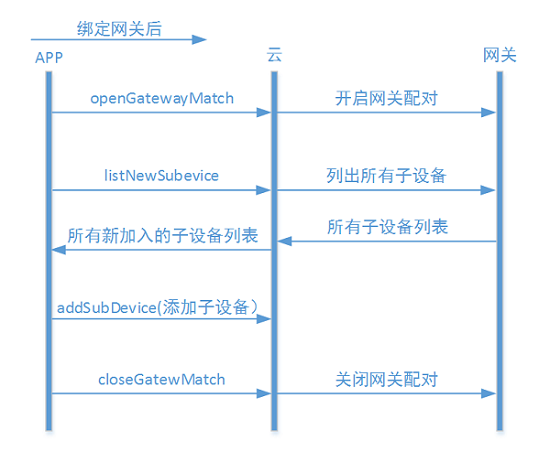 绑定网关后
APP
云
网关
openGatewayMatch
开启网关配对
listNewSubevice
列出所有子设备
所有新加入的子设备列表
所有子设备列表
addSubDevice(添加子设备）
closeGatewMatch
关闭网关配对